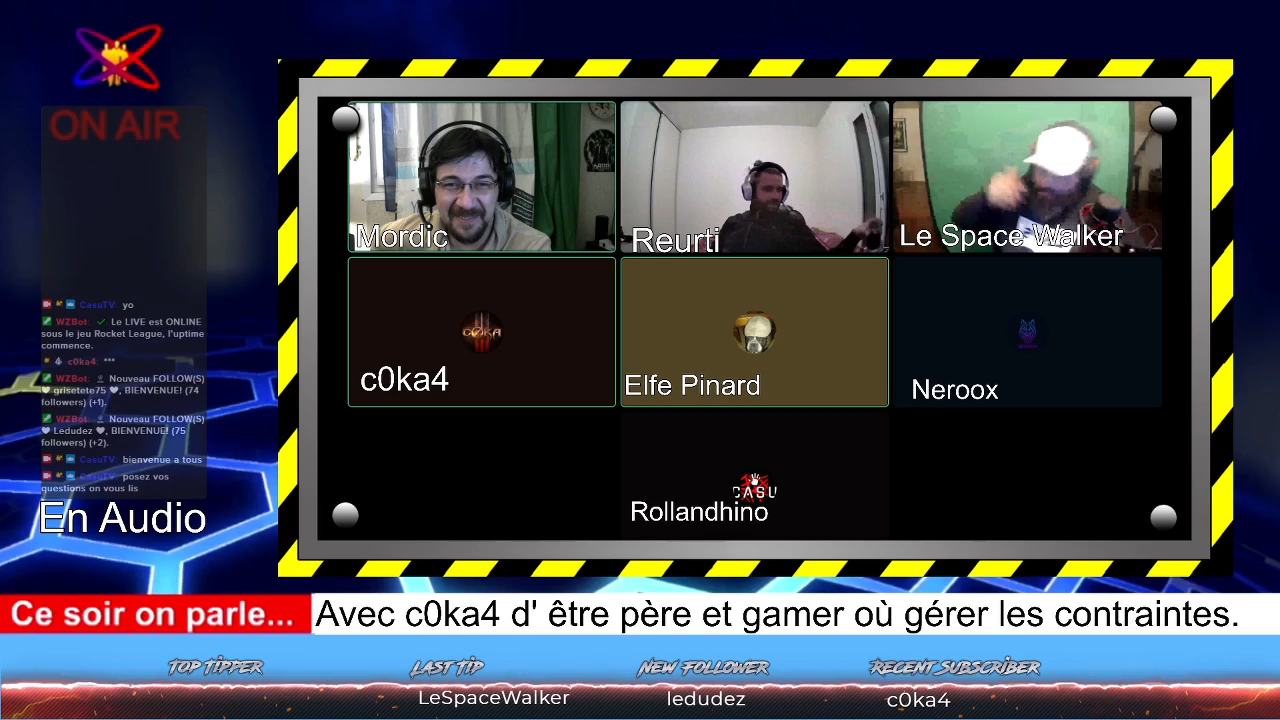 ON AIR
CasuTV: yo
WZBot: Le LIVE est ONLINE
sous le jeu Rocket League, l'uptime
commence.
c0ka4: ***
WZBot: Nouveau FOLLOW(S)
grisetete75, BIENVENUE! (74
followers) (+1).
WZBot: Nouveau FOLLOW(S)
Ledudez, BIENVENUE! (75
followers) (+2).
CasuTV: bienvenue a tous
CasuTV: posez vos
questions on vous lis
En Audio
Mordic
Reurti
Le Space Walker
C0KA
c0ka4
Elfe Pinard
Neroox
CASU
Rollandhino
Ce soir on parle...
Avec c0ka4 d' être père et gamer où gérer les contraintes.
TOP TIPPER
LAST TIP
NEW FOLLOWER
RECENT SUBSCRIBER
LeSpaceWalker
ledudez
c0ka4